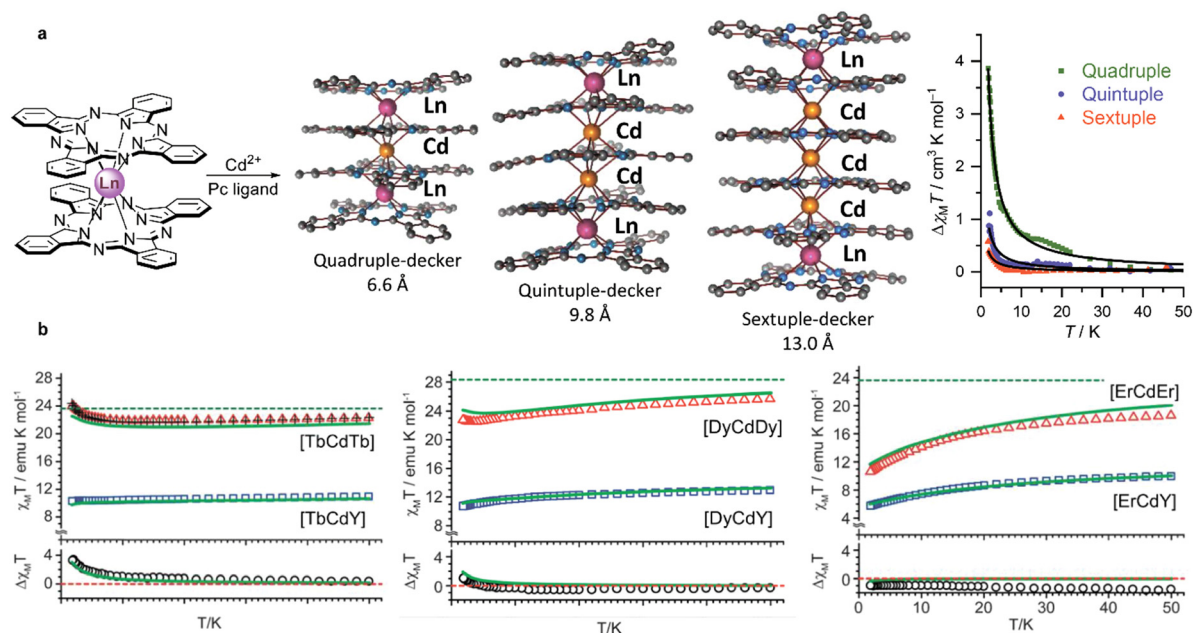 a
N
N
N
N
N
N
N
N
Ln
N
N
N
N
N
N
Cd2+
Pc ligand
Ln
Cd
Ln
Quadruple-decker
6.6 Å
Ln
Cd
Cd
Ln
Quintuple-decker
9.8 Å
Ln
Cd
Cd
Cd
Ln
Sextuple-decker
13.0 Å
ΔχMT / cm3 K mol–1
4
3
2
1
0
Quadruple
Quintuple
Sextuple
0 10 20 30 40 50
T / K
b
χMT / emu K mol-1
28
24
20
16
12
8
[TbCdTb]
[TbCdY]
ΔχMT
4
0
T/K
χMT / emu K mol-1
28
24
20
16
12
8
[DyCdDy]
[DyCdY]
ΔχMT
4
0
T/K
χMT / emu K mol-1
24
20
16
12
8
4
[ErCdEr]
[ErCdY]
ΔχMT
4
0
0 10 20 30 40 50
T/K